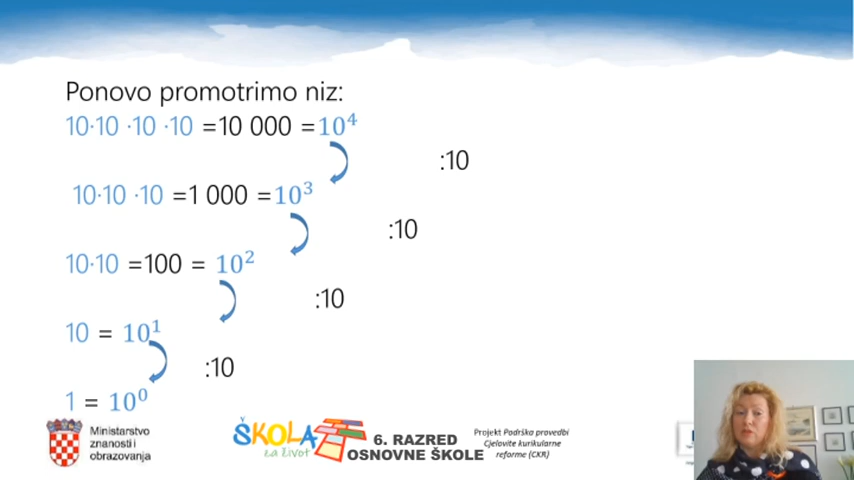 Ponovo promotrimo niz:
10·10 ·10 ·10 =10 000 =10⁴
:10
10·10 ·10 =1 000 =10³
:10
10·10 =100 = 10²
:10
10 = 10¹
:10
1 = 10⁰
Ministarstvo
znanosti i
obrazovanja
ŠKOLA
za život
6. RAZRED
OSNOVNE ŠKOLE
Projekt Podrška provedbi
Cjelovite kurikularne
reforme (CKR)